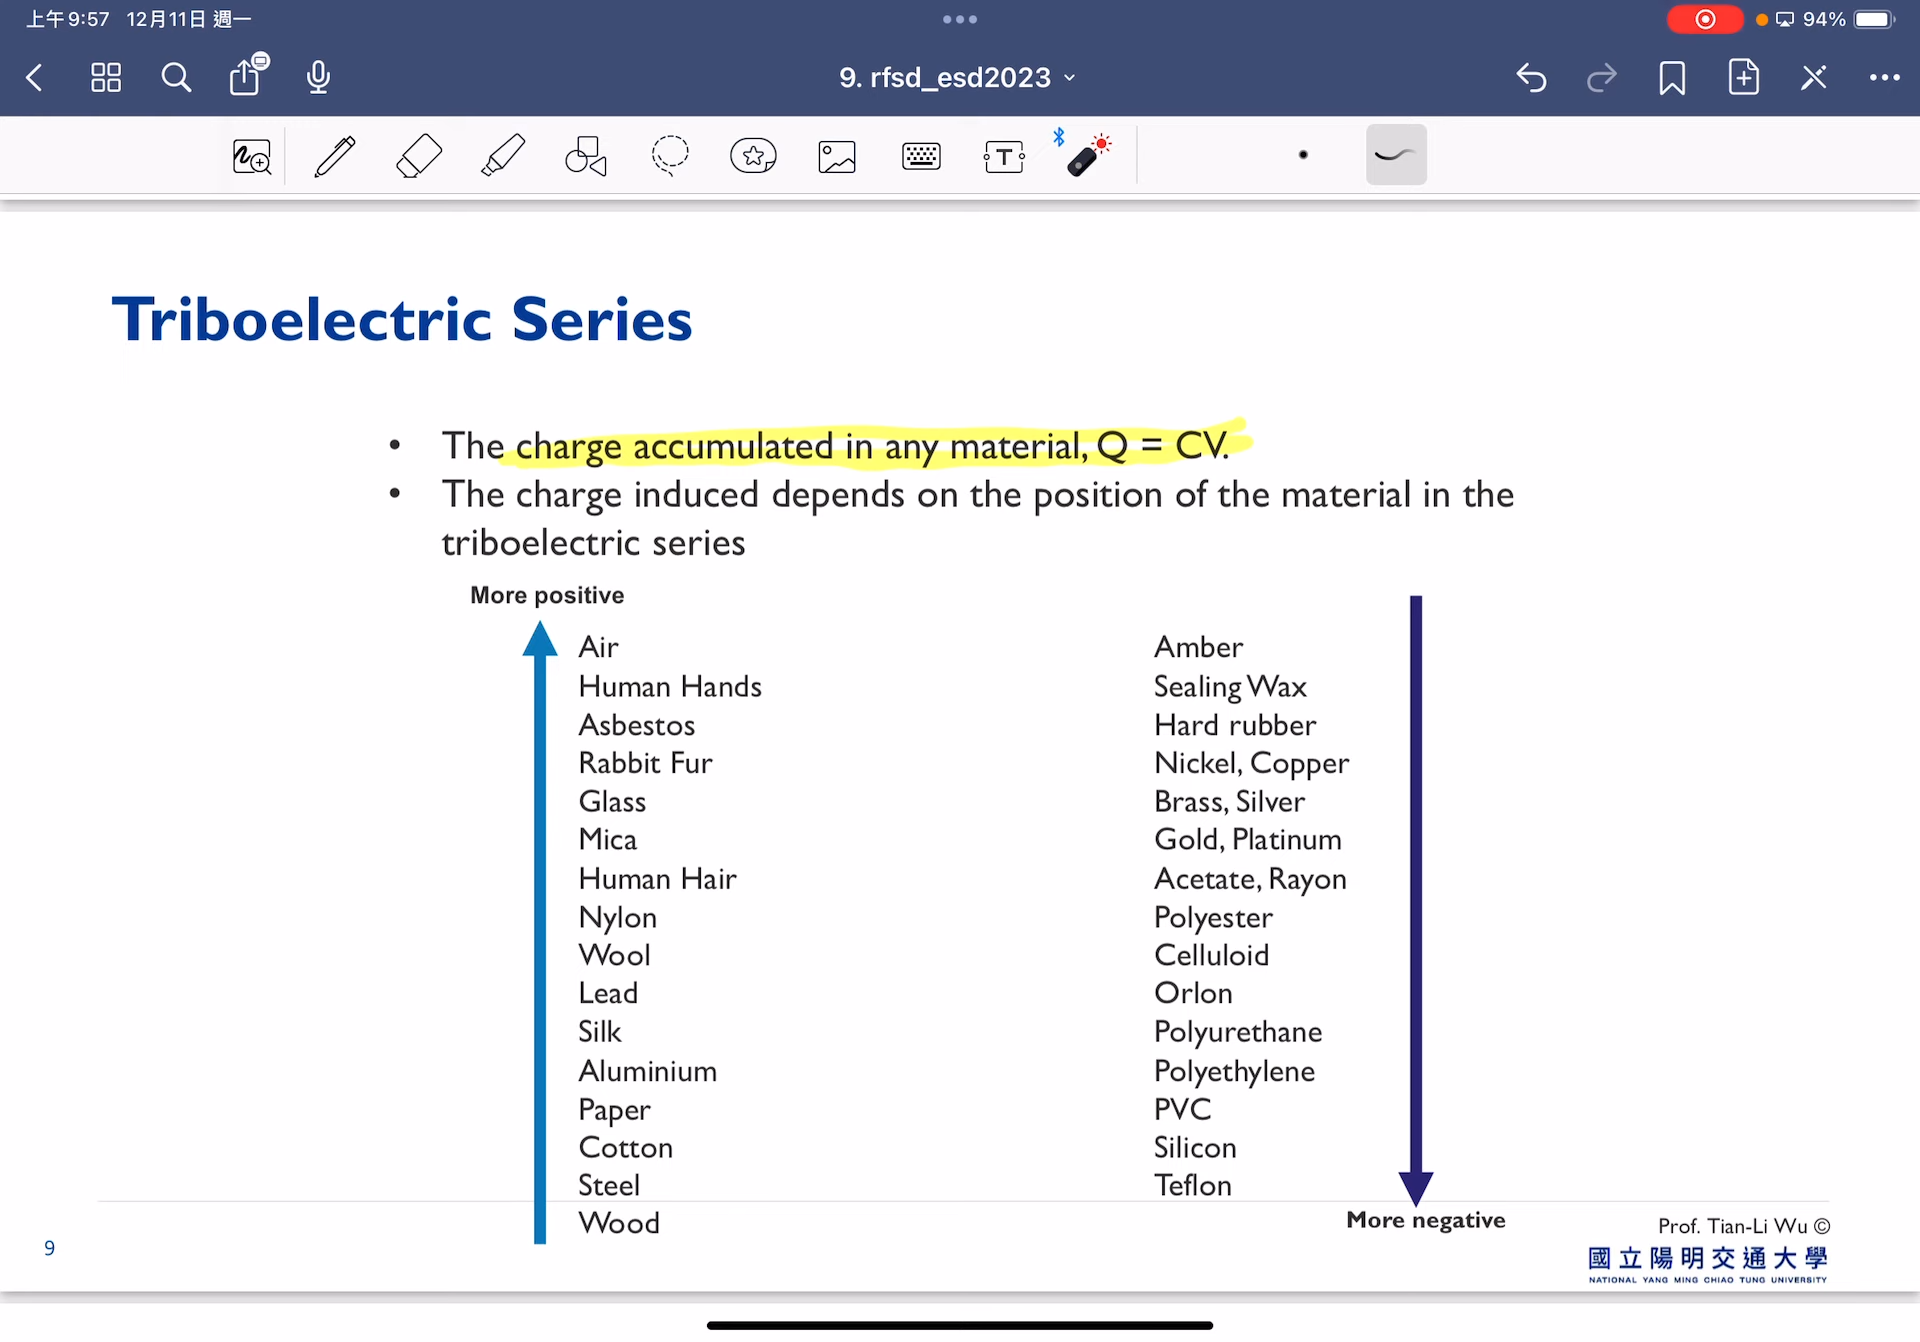 上午9:57 12月11日 週一
94%
9. rfsd_esd2023
T
Triboelectric Series
• The charge accumulated in any material, Q = CV.
• The charge induced depends on the position of the material in the
triboelectric series
More positive
Air
Human Hands
Asbestos
Rabbit Fur
Glass
Mica
Human Hair
Nylon
Wool
Lead
Silk
Aluminium
Paper
Cotton
Steel
Wood
Amber
Sealing Wax
Hard rubber
Nickel, Copper
Brass, Silver
Gold, Platinum
Acetate, Rayon
Polyester
Celluloid
Orlon
Polyurethane
Polyethylene
PVC
Silicon
Teflon
More negative
9
Prof. Tian-Li Wu ©
國立陽明交通大學
NATIONAL YANG MING CHIAO TUNG UNIVERSITY